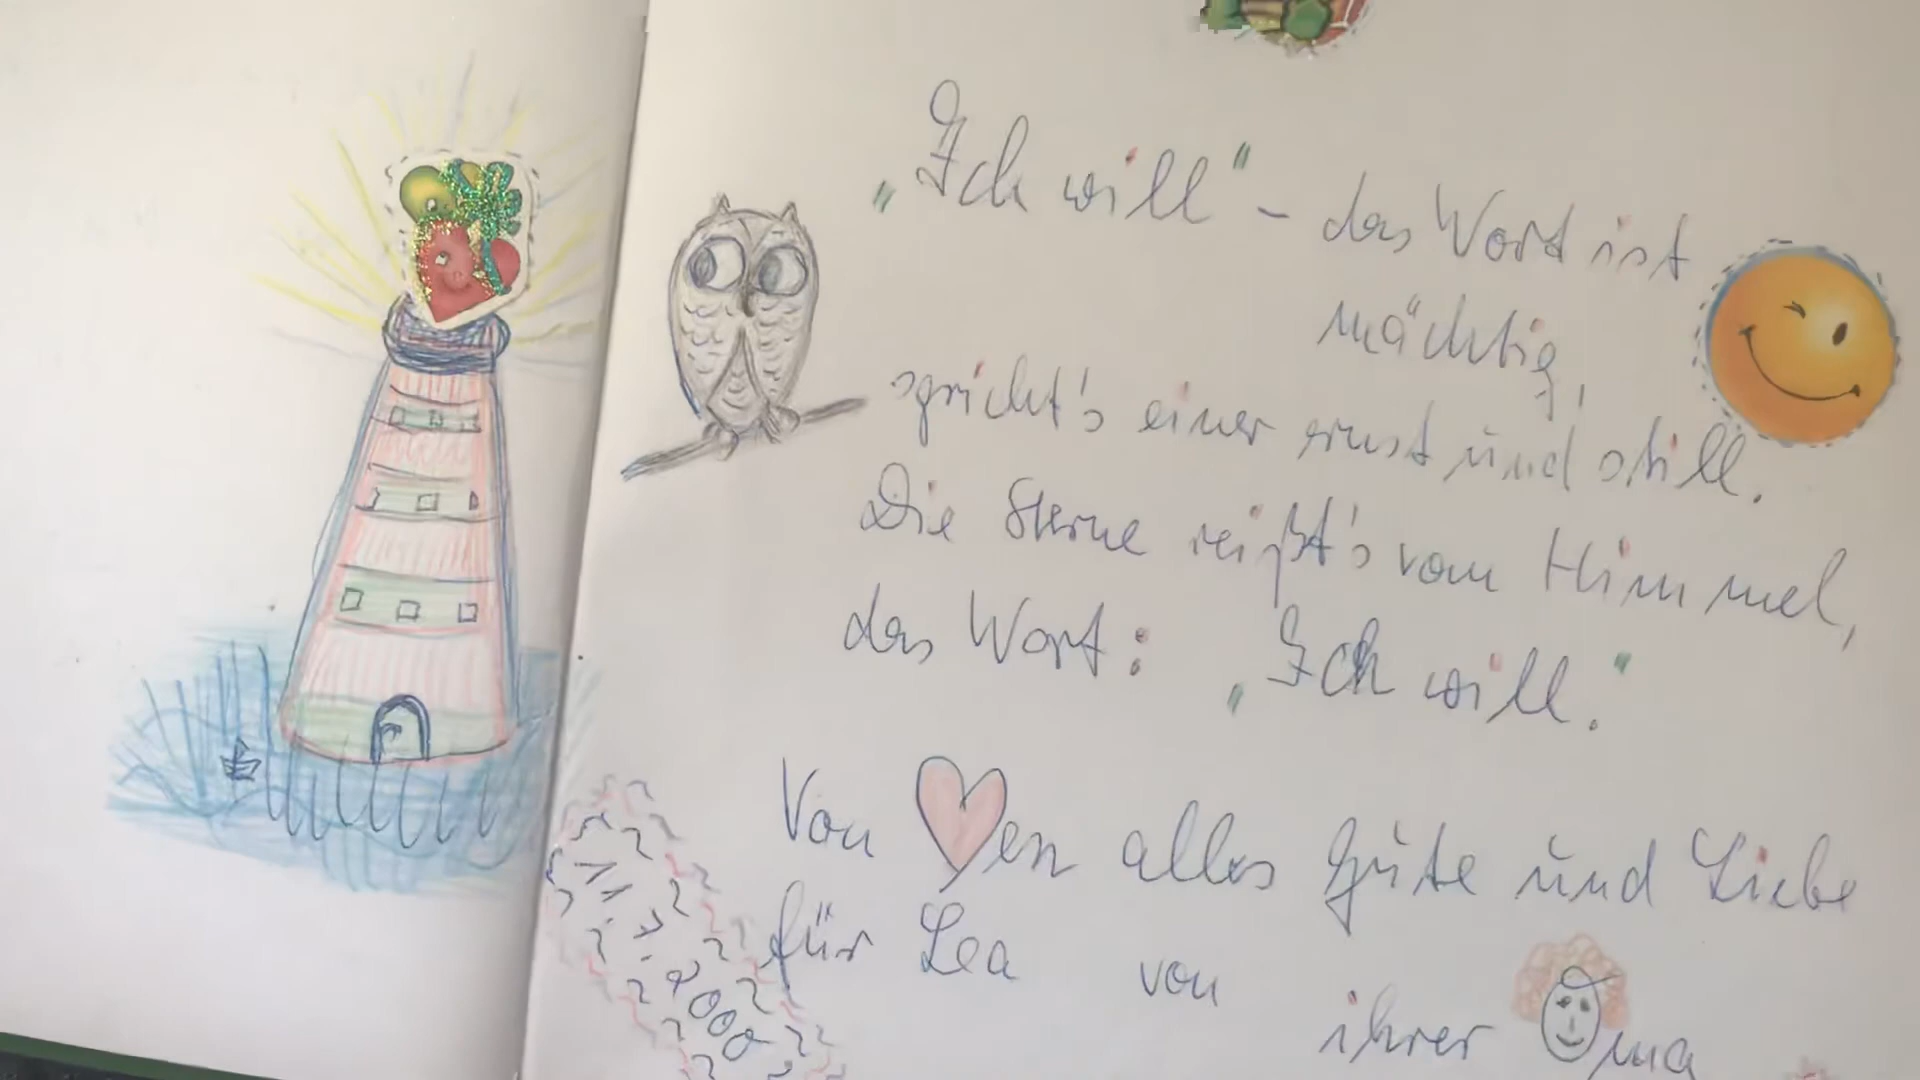 „Ich will" - das Wort ist
mächtig,
spricht's einer ernst und still.
Die Sterne reißt's vom Himmel,
das Wort: „Ich will."
Von ♥en alles Gute und Liebe
für Lea von ihrer Oma